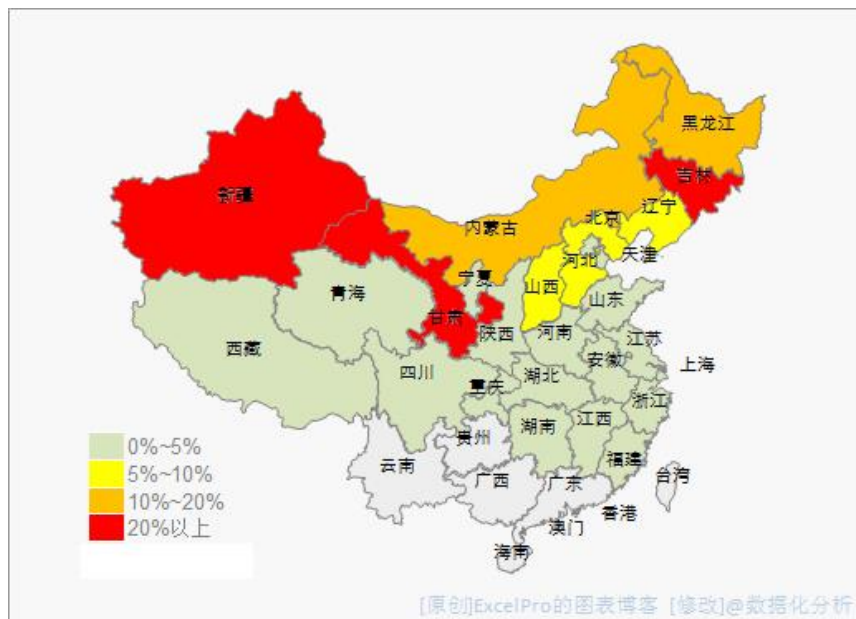 黑龙江
吉林
新疆
辽宁
北京
内蒙古
天津
河北
宁夏
山西
青海
山东
甘肃
陕西
河南
江苏
西藏
安徽
上海
四川
湖北
重庆
浙江
湖南
江西
贵州
0%~5%
福建
云南
5%~10%
广西
广东
台湾
10%~20%
香港
20%以上
澳门
海南
[原创]ExcelPro的图表博客 [修改]@数据化分析